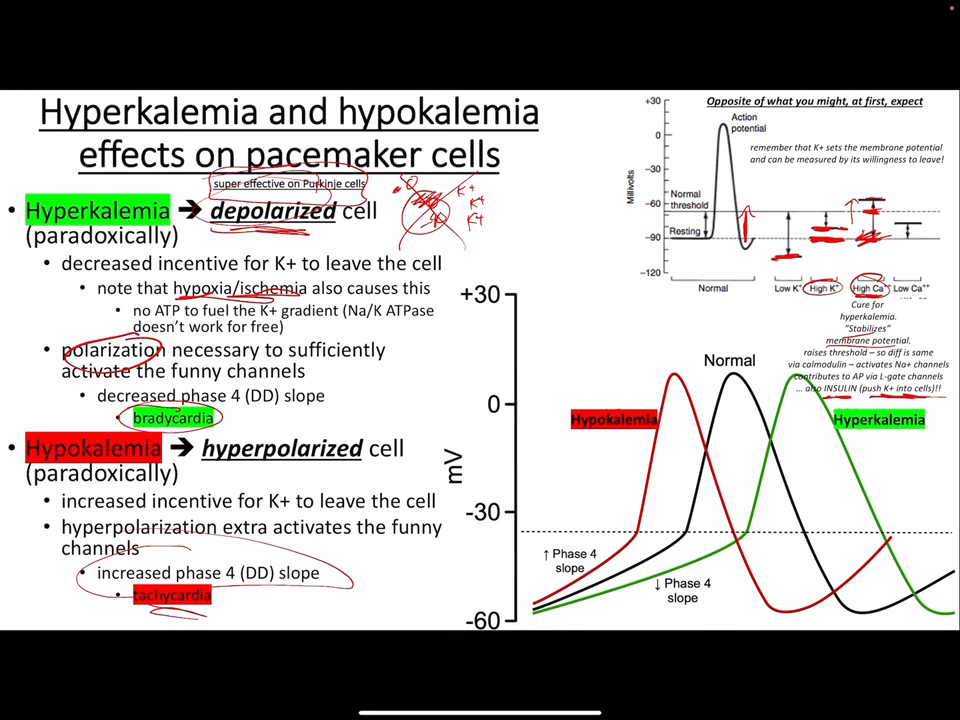 Hyperkalemia and hypokalemia
effects on pacemaker cells
super effective on Purkinje cells
• Hyperkalemia ➔ depolarized cell
(paradoxically)
• decreased incentive for K+ to leave the cell
• note that hypoxia/ischemia also causes this
• no ATP to fuel the K+ gradient (Na/K ATPase
doesn't work for free)
• polarization necessary to sufficiently
activate the funny channels
• decreased phase 4 (DD) slope
• bradycardia
• Hypokalemia ➔ hyperpolarized cell
(paradoxically)
• increased incentive for K+ to leave the cell
• hyperpolarization extra activates the funny
channels
• increased phase 4 (DD) slope
• tachycardia
K+
K+
K+
Opposite of what you might, at first, expect
remember that K+ sets the membrane potential
and can be measured by its willingness to leave!
Millivolts
+30
0
−30
−60
−90
−120
Action
potential
Normal
threshold
Resting
Normal
Low K+
High K+
High Ca++
Low Ca++
Cure for
hyperkalemia.
"Stabilizes"
membrane potential.
raises threshold – so diff is same
via calmodulin – activates Na+ channels
contributes to AP via L-gate channels
... also INSULIN (push K+ into cells)!!
mV
+30
0
-30
-60
Normal
Hypokalemia
Hyperkalemia
↑ Phase 4
slope
↓ Phase 4
slope